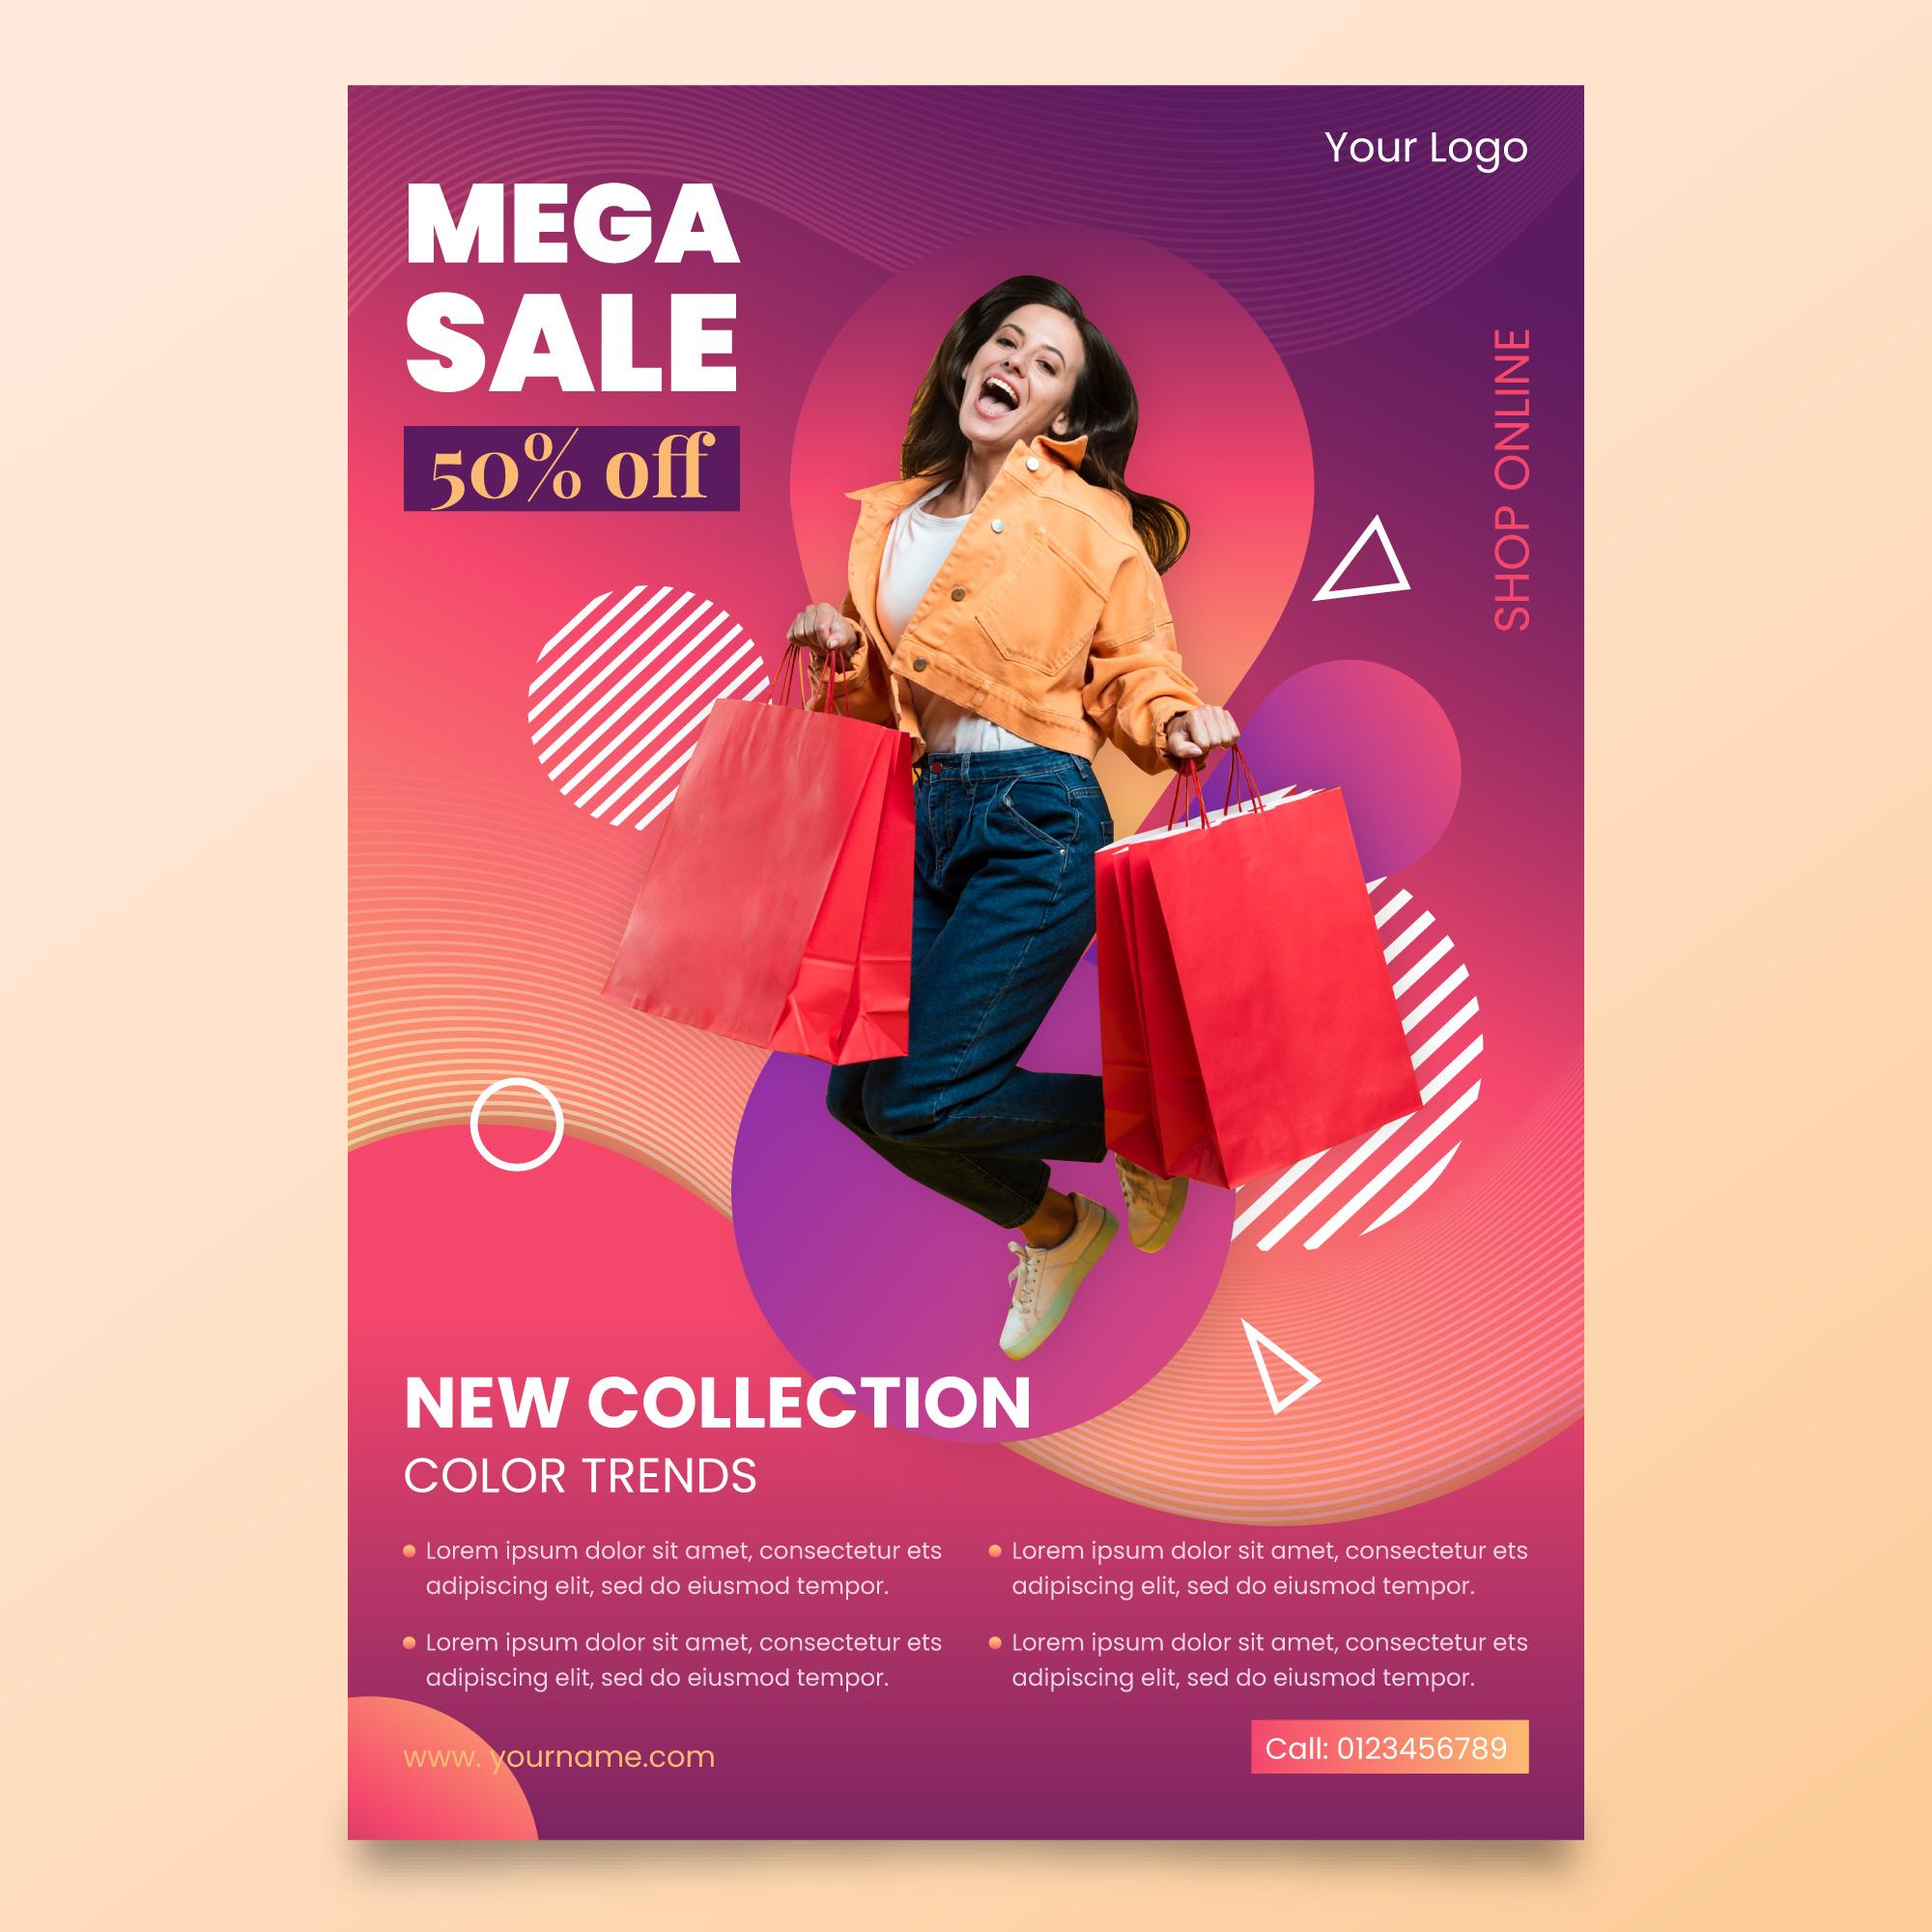 Your Logo
MEGA
SALE
50% off
SHOP ONLINE
NEW COLLECTION
COLOR TRENDS
Lorem ipsum dolor sit amet, consectetur ets
adipiscing elit, sed do eiusmod tempor.
Lorem ipsum dolor sit amet, consectetur ets
adipiscing elit, sed do eiusmod tempor.
Lorem ipsum dolor sit amet, consectetur ets
adipiscing elit, sed do eiusmod tempor.
Lorem ipsum dolor sit amet, consectetur ets
adipiscing elit, sed do eiusmod tempor.
www. yourname.com
Call: 0123456789